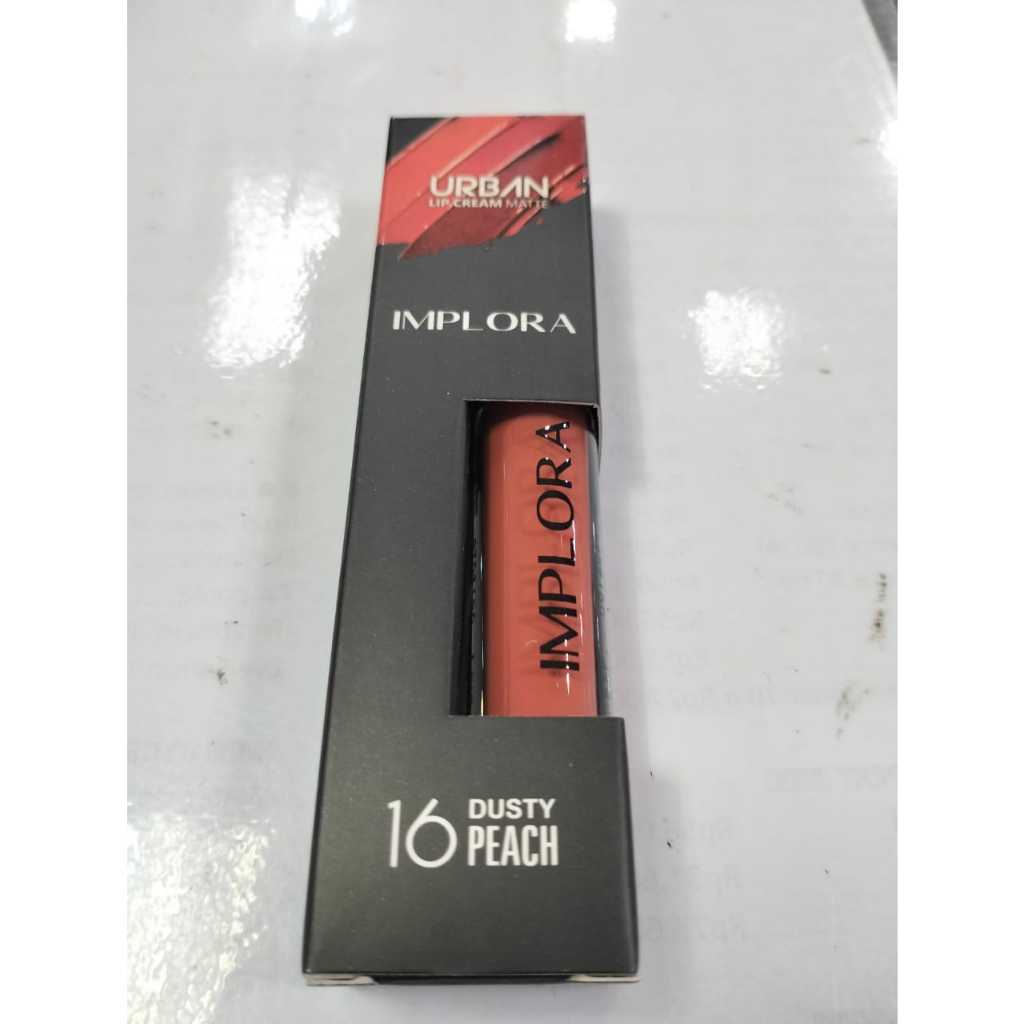 URBAN
LIP CREAM MATTE
IMPLORA
IMPLORA
16 DUSTY
PEACH